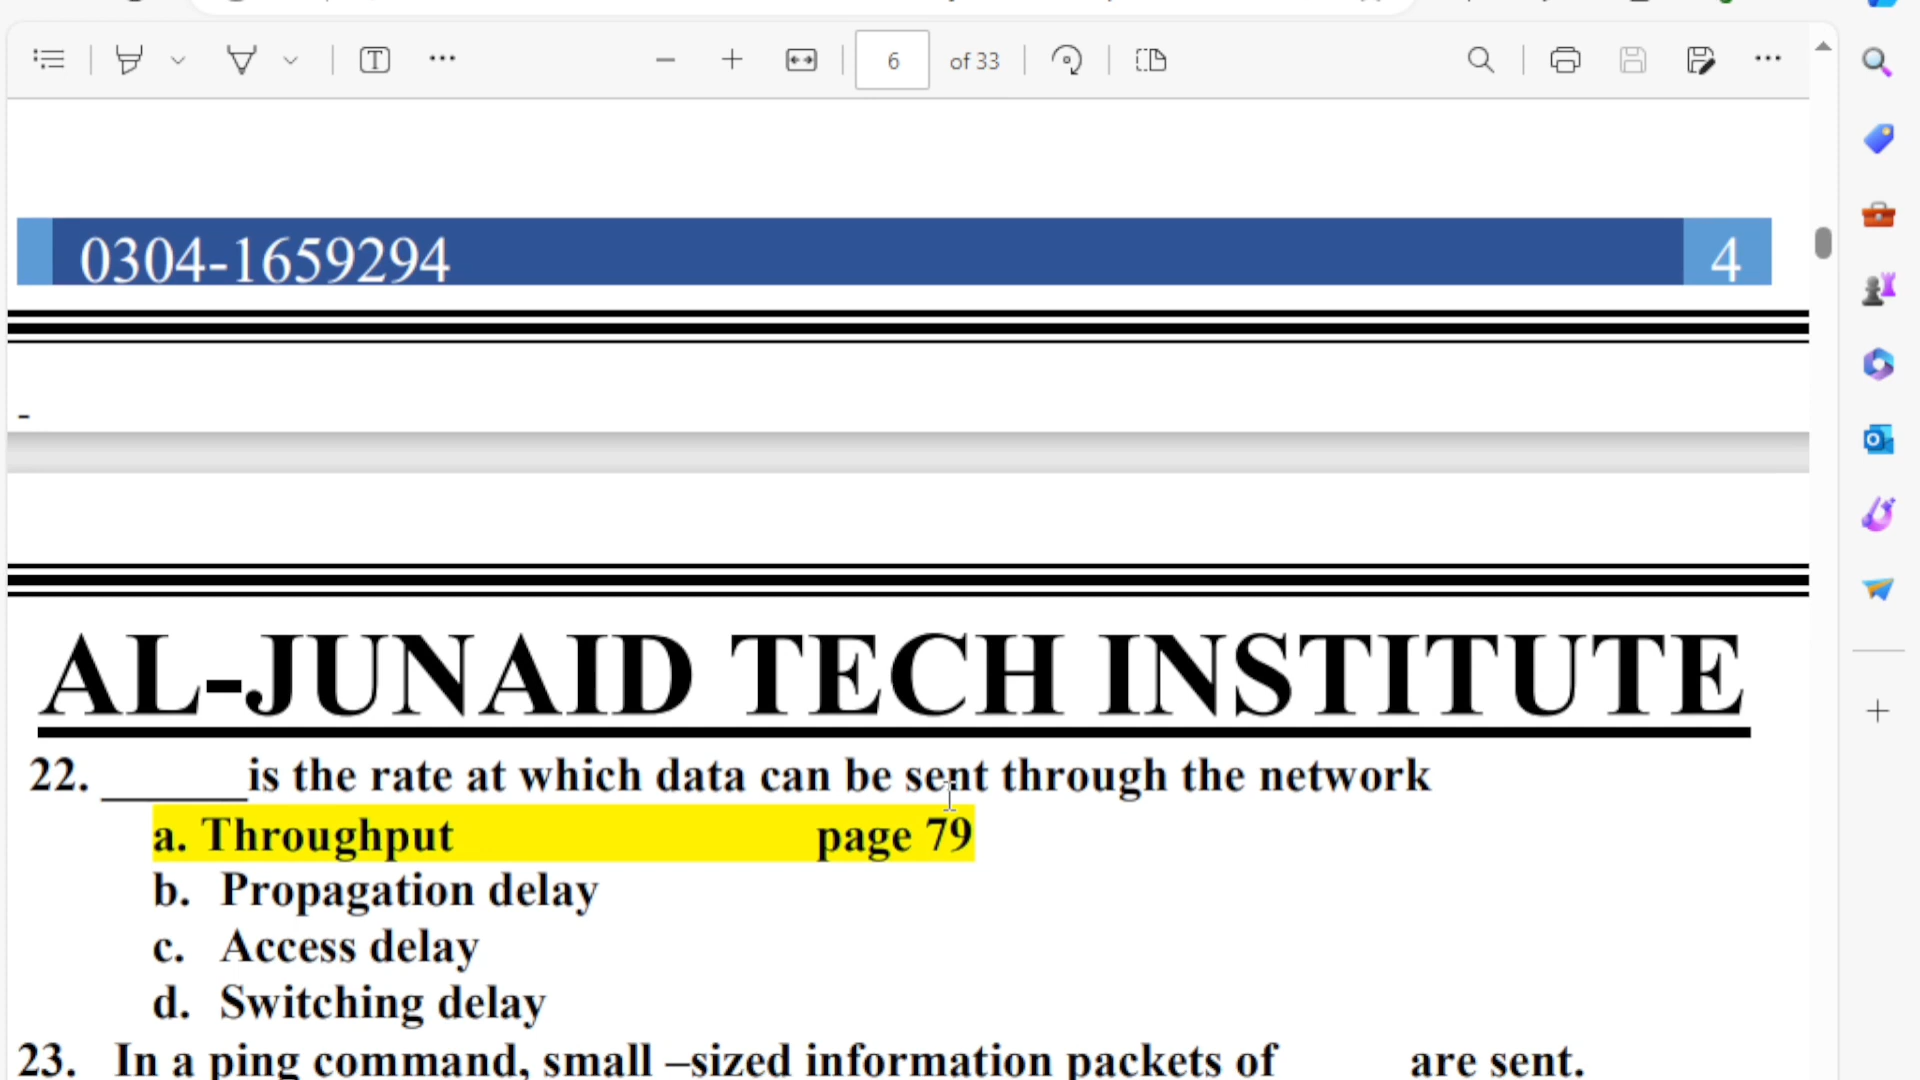 6 of 33
0304-1659294 4
-
AL-JUNAID TECH INSTITUTE
22. ______is the rate at which data can be sent through the network
a. Throughput page 79
b. Propagation delay
c. Access delay
d. Switching delay
23. In a ping command, small –sized information packets of _____ are sent.